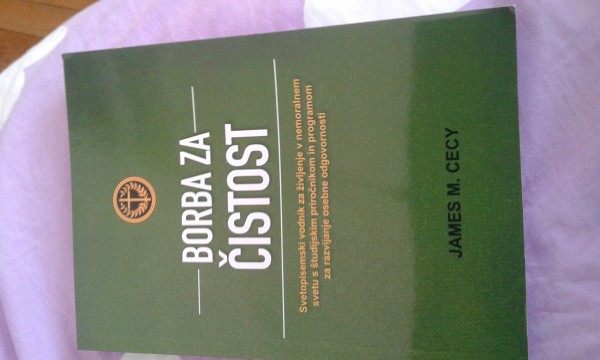 BORBA ZA
ČISTOST
Svetopisemski vodnik za življenje v nemoralnem
svetu s študijskim priročnikom in programom
za razvijanje osebne odgovornosti
JAMES M. CECY